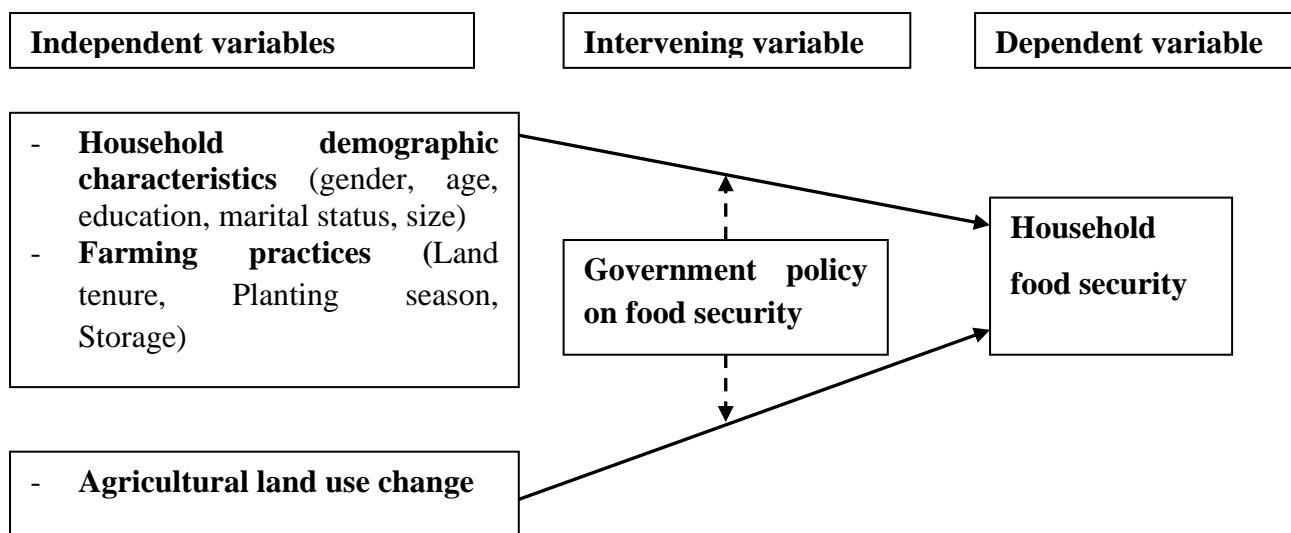 Independent variables
Intervening variable
Dependent variable
- Household demographic
characteristics (gender, age,
education, marital status, size)
- Farming practices (Land
tenure, Planting season,
Storage)
Government policy
on food security
Household
food security
- Agricultural land use change